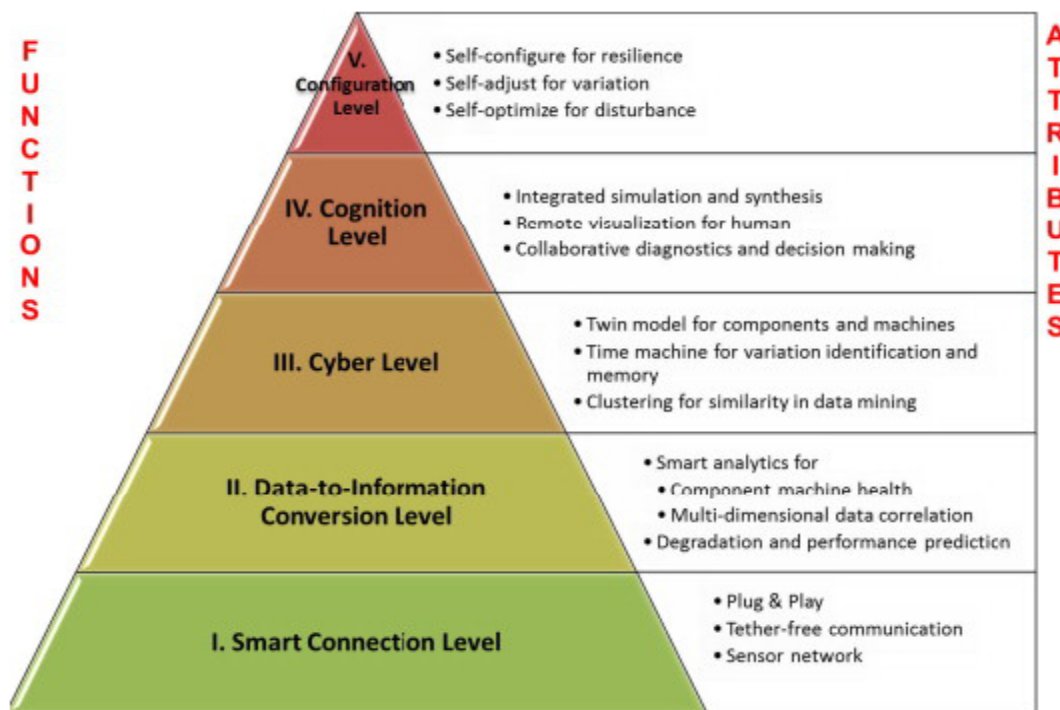 FUNCTIONS
ATTRIBUTES
V.
Configuration
Level
• Self-configure for resilience
• Self-adjust for variation
• Self-optimize for disturbance
IV. Cognition
Level
• Integrated simulation and synthesis
• Remote visualization for human
• Collaborative diagnostics and decision making
III. Cyber Level
• Twin model for components and machines
• Time machine for variation identification and
memory
• Clustering for similarity in data mining
II. Data-to-Information
Conversion Level
• Smart analytics for
• Component machine health
• Multi-dimensional data correlation
• Degradation and performance prediction
I. Smart Connection Level
• Plug & Play
• Tether-free communication
• Sensor network